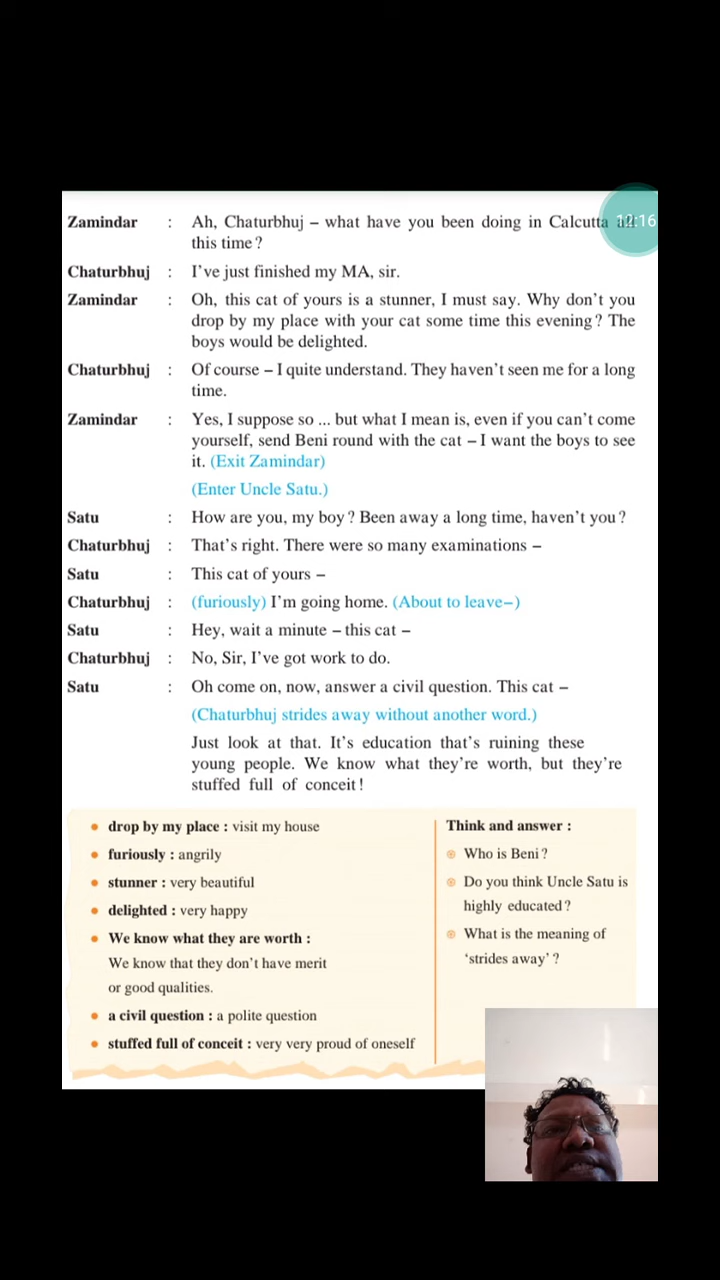 Zamindar : Ah, Chaturbhuj – what have you been doing in Calcutta all
this time?
12:16
Chaturbhuj : I've just finished my MA, sir.
Zamindar : Oh, this cat of yours is a stunner, I must say. Why don't you
drop by my place with your cat some time this evening? The
boys would be delighted.
Chaturbhuj : Of course – I quite understand. They haven't seen me for a long
time.
Zamindar : Yes, I suppose so ... but what I mean is, even if you can't come
yourself, send Beni round with the cat – I want the boys to see
it. (Exit Zamindar)
(Enter Uncle Satu.)
Satu : How are you, my boy? Been away a long time, haven't you?
Chaturbhuj : That's right. There were so many examinations –
Satu : This cat of yours –
Chaturbhuj : (furiously) I'm going home. (About to leave–)
Satu : Hey, wait a minute – this cat –
Chaturbhuj : No, Sir, I've got work to do.
Satu : Oh come on, now, answer a civil question. This cat –
(Chaturbhuj strides away without another word.)
Just look at that. It's education that's ruining these
young people. We know what they're worth, but they're
stuffed full of conceit!
• drop by my place : visit my house
• furiously : angrily
• stunner : very beautiful
• delighted : very happy
• We know what they are worth :
We know that they don't have merit
or good qualities.
• a civil question : a polite question
• stuffed full of conceit : very very proud of oneself
Think and answer :
Who is Beni?
Do you think Uncle Satu is
highly educated?
What is the meaning of
'strides away'?